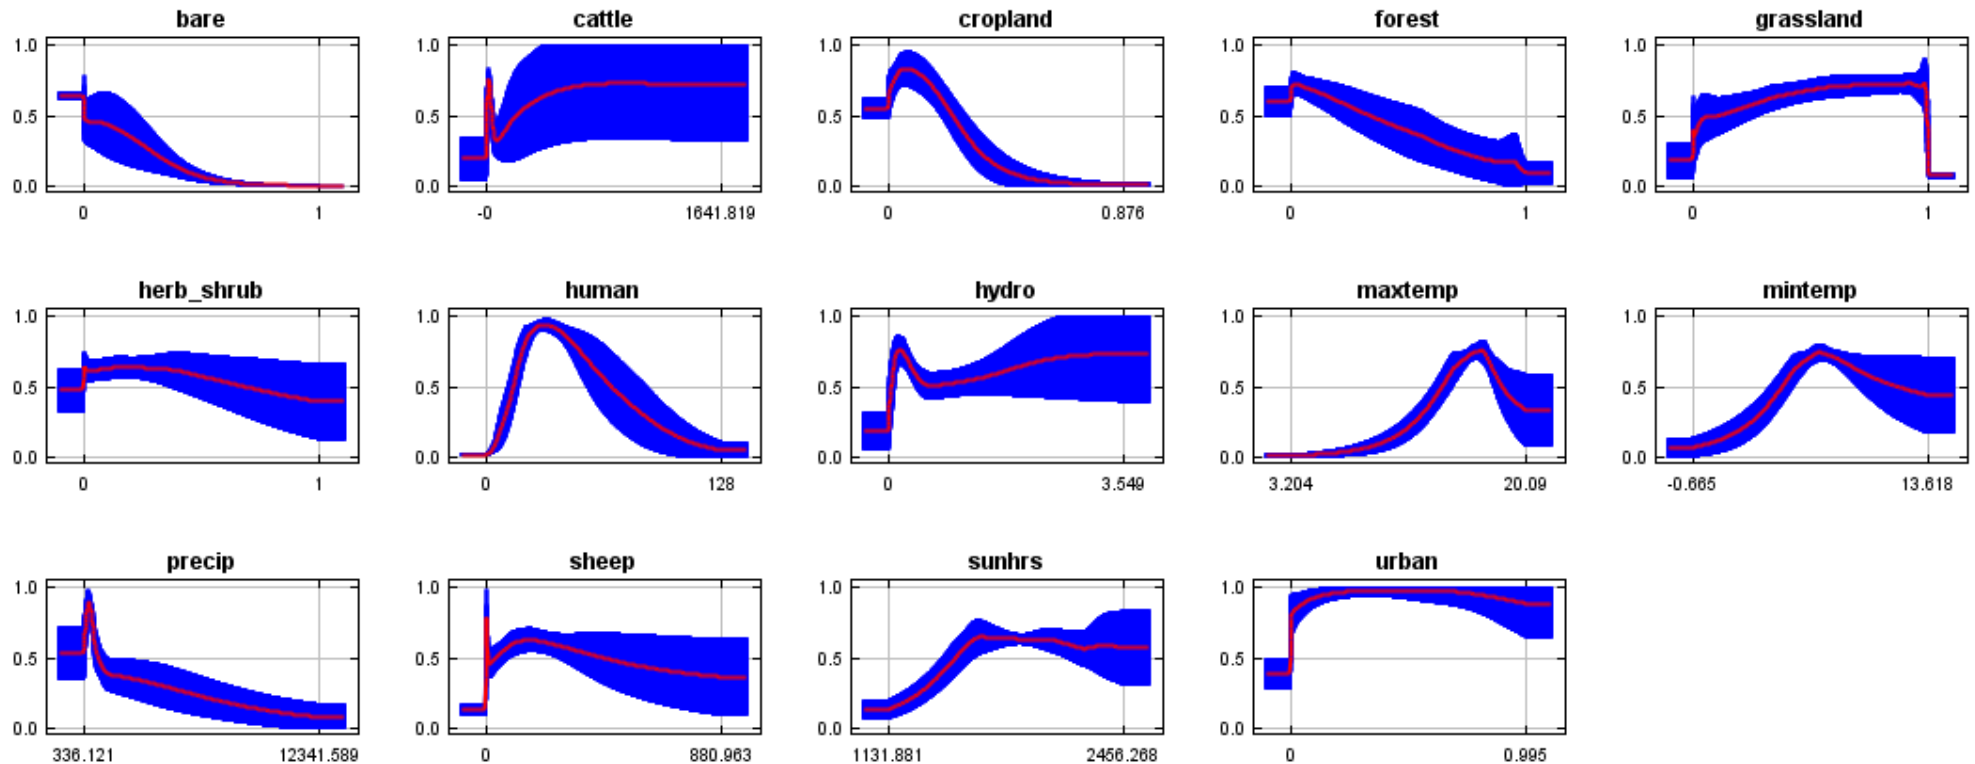 bare cattle cropland forest grassland
1.0 1.0 1.0 1.0 1.0
0.5 0.5 0.5 0.5 0.5
0.0 0.0 0.0 0.0 0.0
0 1 -0 1641.819 0 0.876 0 1 0 1
herb_shrub human hydro maxtemp mintemp
1.0 1.0 1.0 1.0 1.0
0.5 0.5 0.5 0.5 0.5
0.0 0.0 0.0 0.0 0.0
0 1 0 128 0 3.549 3.204 20.09 -0.665 13.618
precip sheep sunhrs urban
1.0 1.0 1.0 1.0
0.5 0.5 0.5 0.5
0.0 0.0 0.0 0.0
336.121 12341.589 0 880.963 1131.881 2456.268 0 0.995